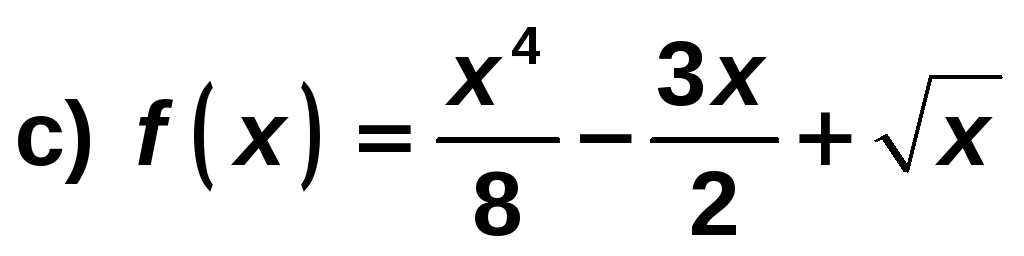 c) f(x) = x⁴/8 − 3x/2 + √x